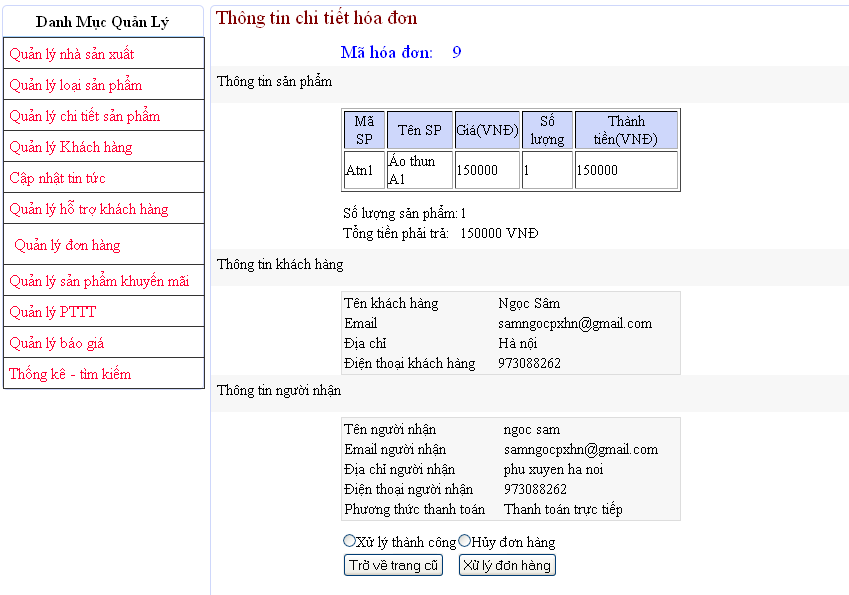 Danh Mục Quản Lý
Quản lý nhà sản xuất
Quản lý loại sản phẩm
Quản lý chi tiết sản phẩm
Quản lý Khách hàng
Cập nhật tin tức
Quản lý hỗ trợ khách hàng
Quản lý đơn hàng
Quản lý sản phẩm khuyến mãi
Quản lý PTTT
Quản lý báo giá
Thống kê - tìm kiếm
Thông tin chi tiết hóa đơn
Mã hóa đơn: 9
Thông tin sản phẩm
Mã SP Tên SP Giá(VNĐ) Số lượng Thành tiền(VNĐ)
Atn1 Áo thun A1 150000 1 150000
Số lượng sản phẩm: 1
Tổng tiền phải trả: 150000 VNĐ
Thông tin khách hàng
Tên khách hàng Ngọc Sâm
Email samngocpxhn@gmail.com
Địa chỉ Hà nội
Điện thoại khách hàng 973088262
Thông tin người nhận
Tên người nhận ngoc sam
Email người nhận samngocpxhn@gmail.com
Địa chỉ người nhận phu xuyen ha noi
Điện thoại người nhận 973088262
Phương thức thanh toán Thanh toán trực tiếp
Xử lý thành công Hủy đơn hàng
Trở về trang cũ Xử lý đơn hàng